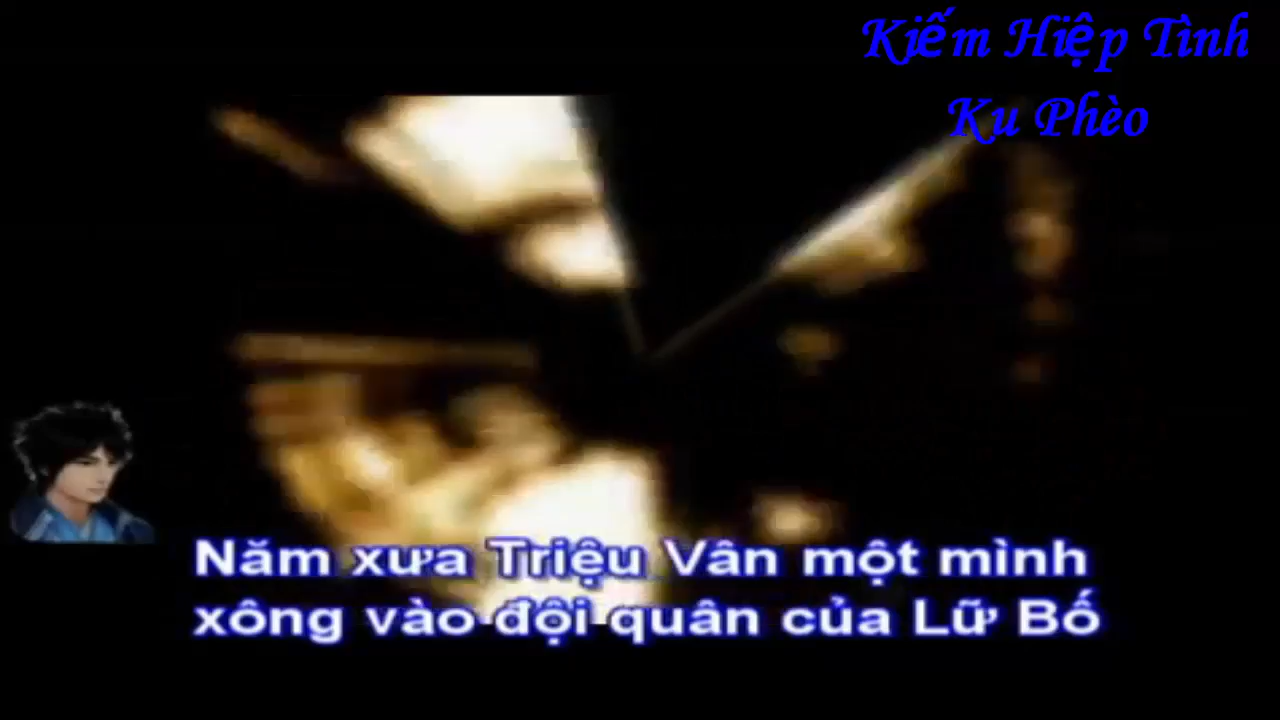 Kiếm Hiệp Tình
Ku Phèo
Năm xưa Triệu Vân một mình
xông vào đội quân của Lữ Bố